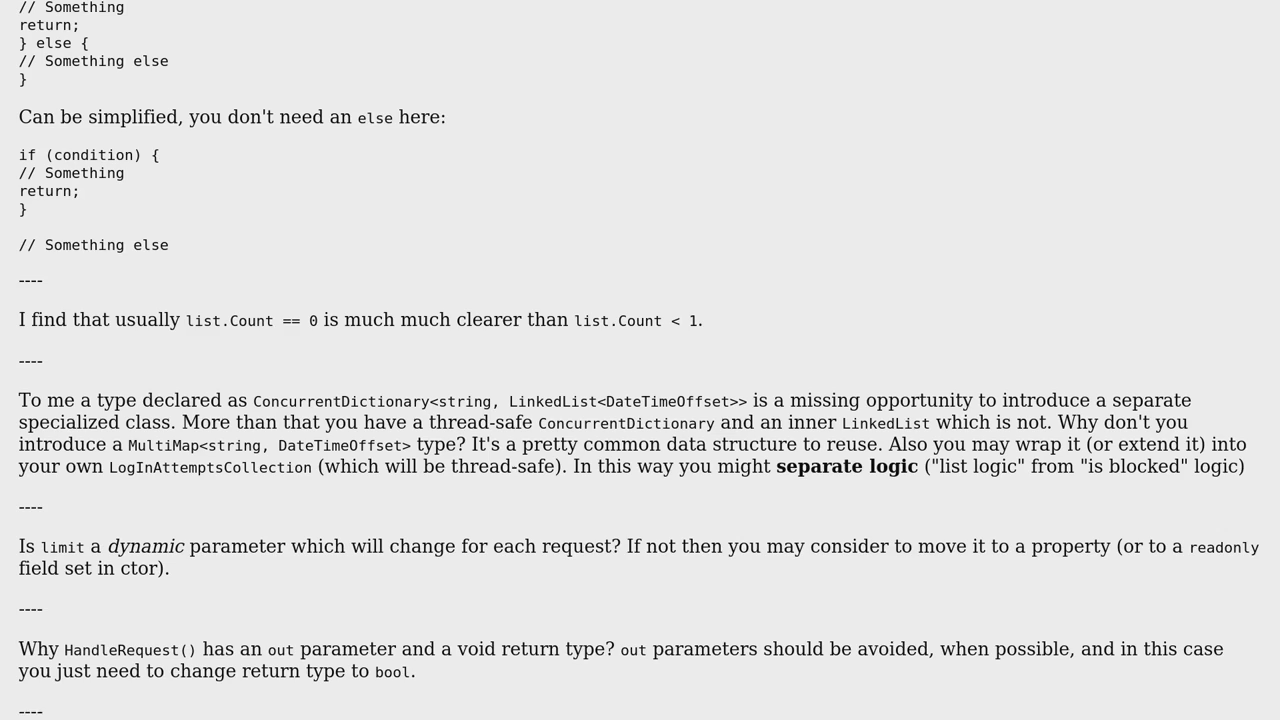 // Something
return;
} else {
// Something else
}
Can be simplified, you don't need an else here:
if (condition) {
// Something
return;
}
// Something else
----
I find that usually list.Count == 0 is much much clearer than list.Count < 1.
----
To me a type declared as ConcurrentDictionary<string, LinkedList<DateTimeOffset>> is a missing opportunity to introduce a separate
specialized class. More than that you have a thread-safe ConcurrentDictionary and an inner LinkedList which is not. Why don't you
introduce a MultiMap<string, DateTimeOffset> type? It's a pretty common data structure to reuse. Also you may wrap it (or extend it) into
your own LogInAttemptsCollection (which will be thread-safe). In this way you might separate logic ("list logic" from "is blocked" logic)
----
Is limit a dynamic parameter which will change for each request? If not then you may consider to move it to a property (or to a readonly
field set in ctor).
----
Why HandleRequest() has an out parameter and a void return type? out parameters should be avoided, when possible, and in this case
you just need to change return type to bool.
----